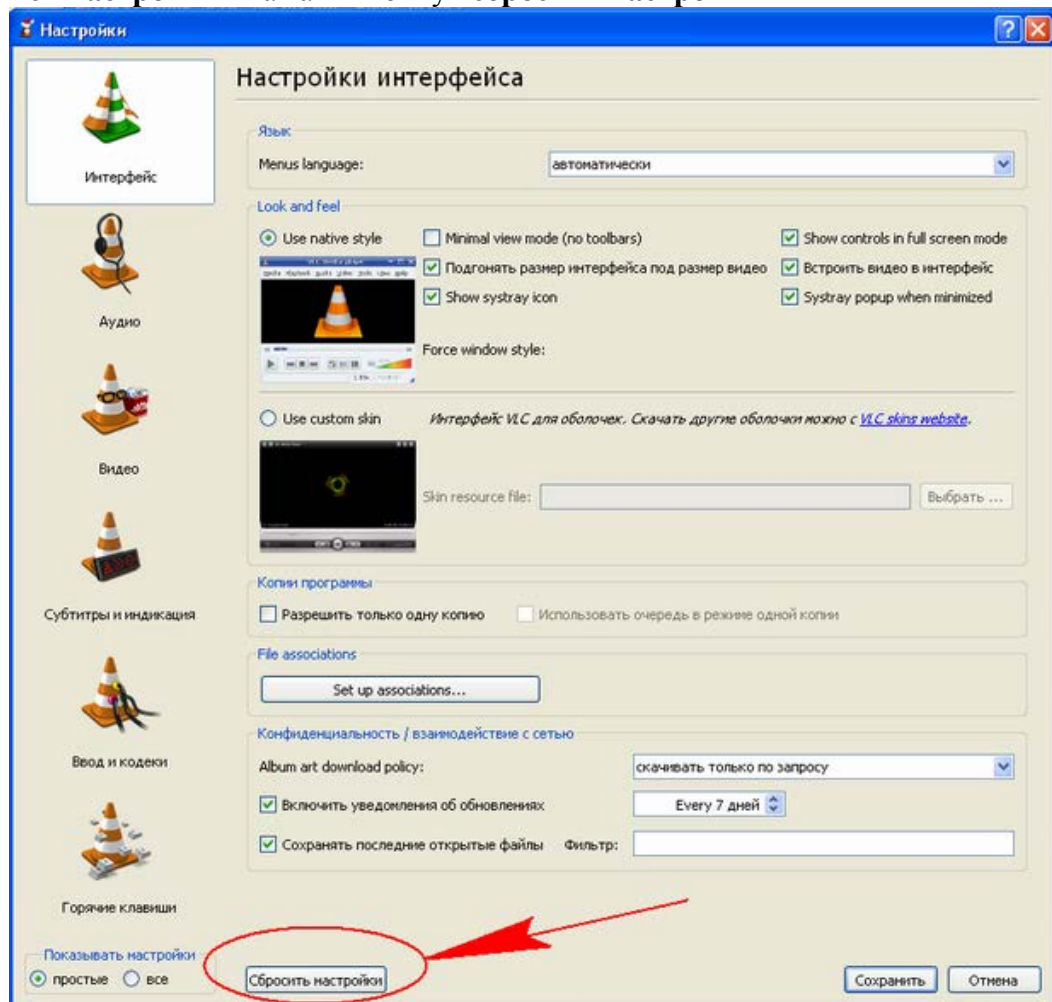 Настройки
Интерфейс
Аудио
Видео
Субтитры и индикация
Ввод и кодеки
Горячие клавиши
Показывать настройки
простые все
Настройки интерфейса
Язык
Menus language: автоматически
Look and feel
Use native style Minimal view mode (no toolbars) Show controls in full screen mode
Подгонять размер интерфейса под размер видео Встроить видео в интерфейс
Show systray icon Systray popup when minimized
Force window style:
Use custom skin Интерфейс VLC для оболочек. Скачать другие оболочки можно с VLC skins website.
Skin resource file: Выбрать ...
Копии программы
Разрешить только одну копию Использовать очередь в режиме одной копии
File associations
Set up associations...
Конфиденциальность / взаимодействие с сетью
Album art download policy: скачивать только по запросу
Включить уведомления об обновлениях Every 7 дней
Сохранять последние открытые файлы Фильтр:
Сбросить настройки Сохранить Отмена